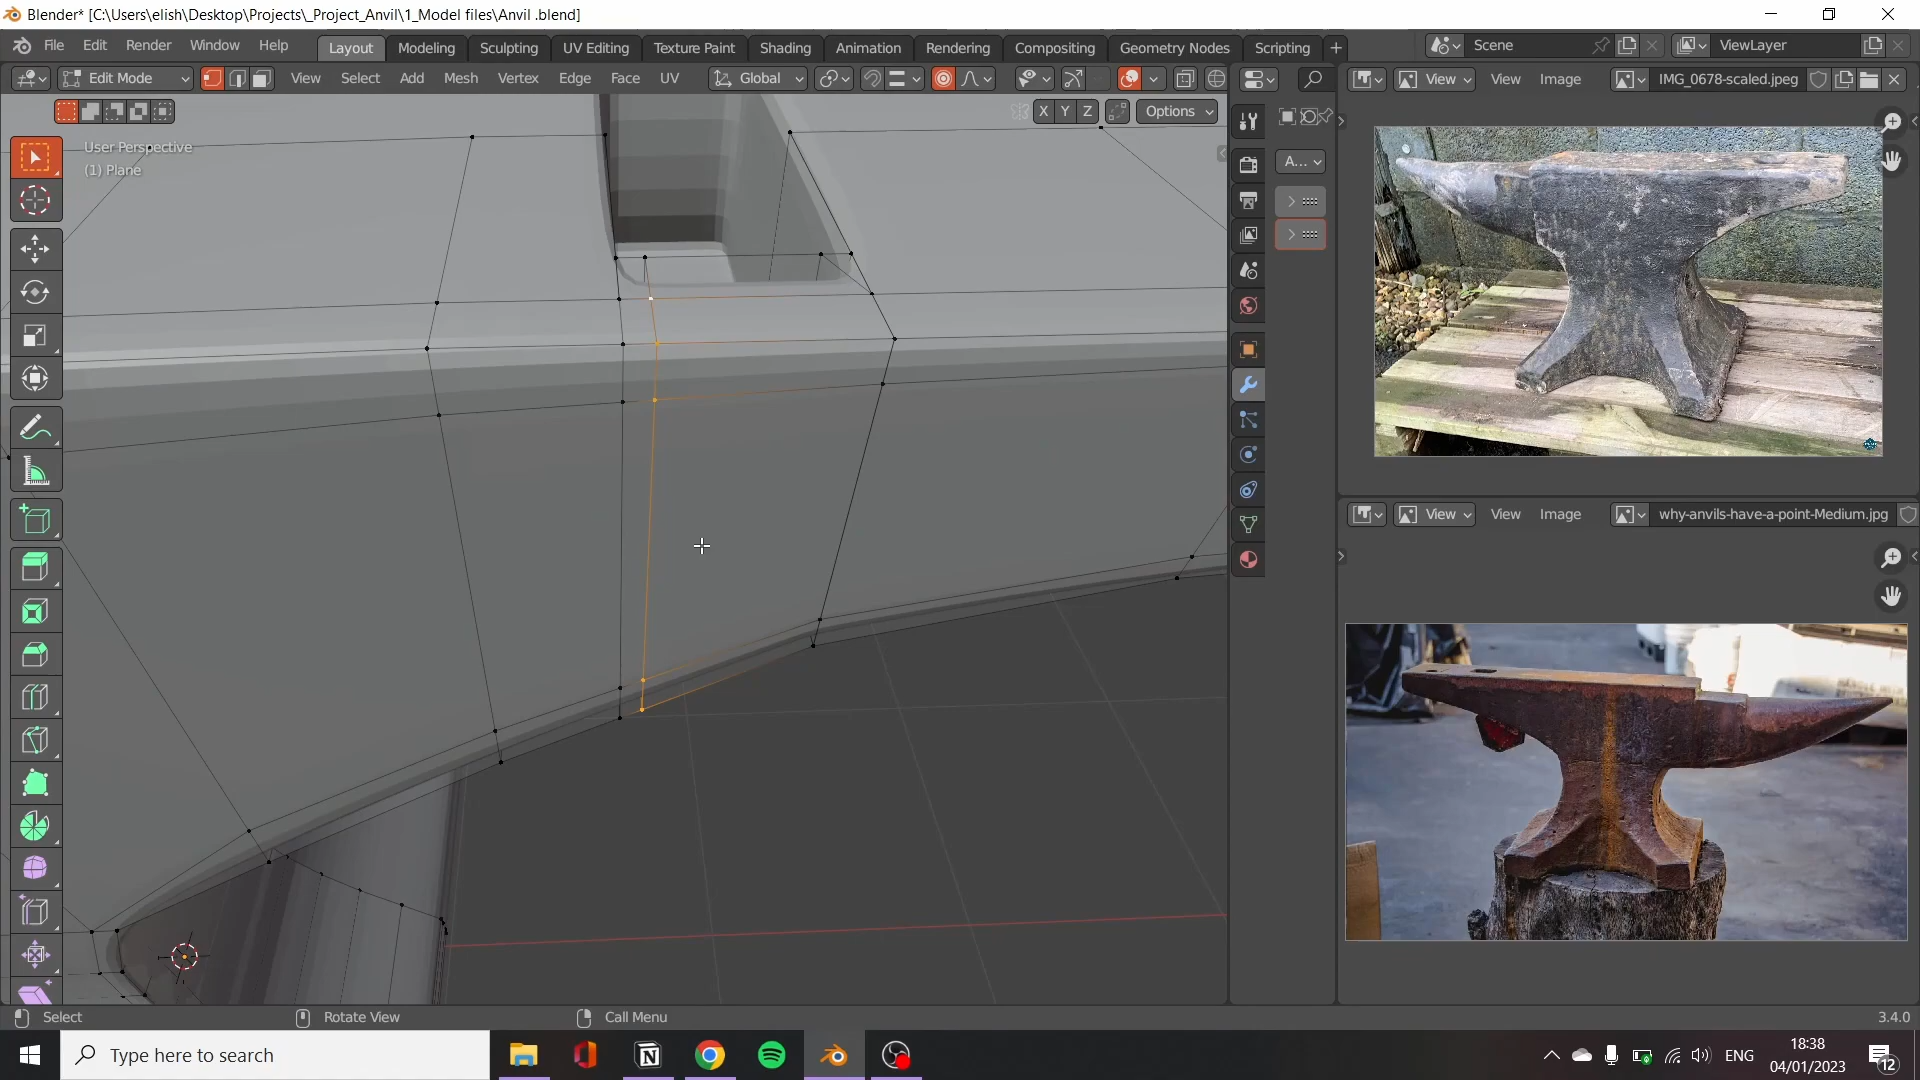 Blender* [C:\Users\elish\Desktop\Projects\_Project_Anvil\1_Model files\Anvil .blend]
File Edit Render Window Help Layout Modeling Sculpting UV Editing Texture Paint Shading Animation Rendering Compositing Geometry Nodes Scripting + Scene ViewLayer
Edit Mode View Select Add Mesh Vertex Edge Face UV Global View View Image IMG_0678-scaled.jpeg
X Y Z Options
User Perspective
(1) Plane
A...
View View Image why-anvils-have-a-point-Medium.jpg
Select Rotate View Call Menu 3.4.0
Type here to search ENG 18:38
04/01/2023 12